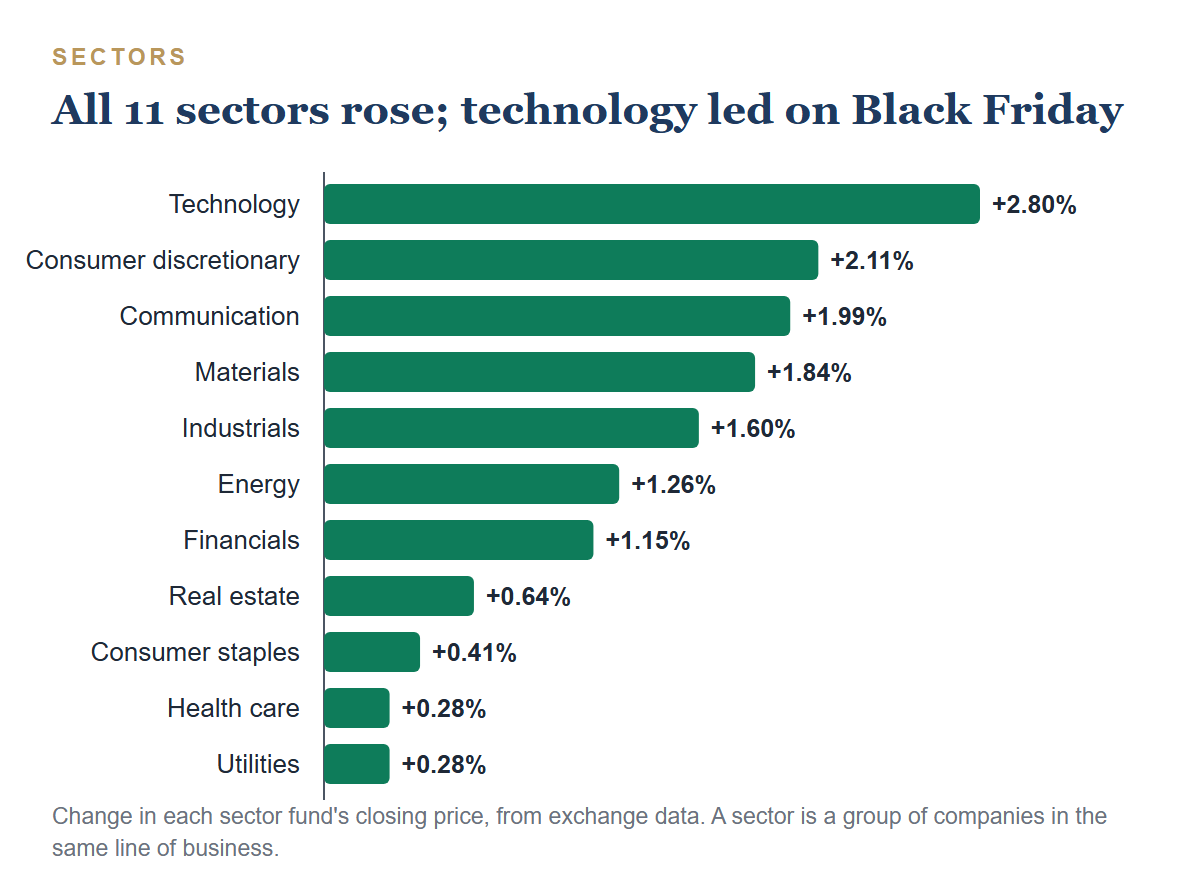 SECTORS
All 11 sectors rose; technology led on Black Friday
Technology +2.80%
Consumer discretionary +2.11%
Communication +1.99%
Materials +1.84%
Industrials +1.60%
Energy +1.26%
Financials +1.15%
Real estate +0.64%
Consumer staples +0.41%
Health care +0.28%
Utilities +0.28%
Change in each sector fund's closing price, from exchange data. A sector is a group of companies in the
same line of business.